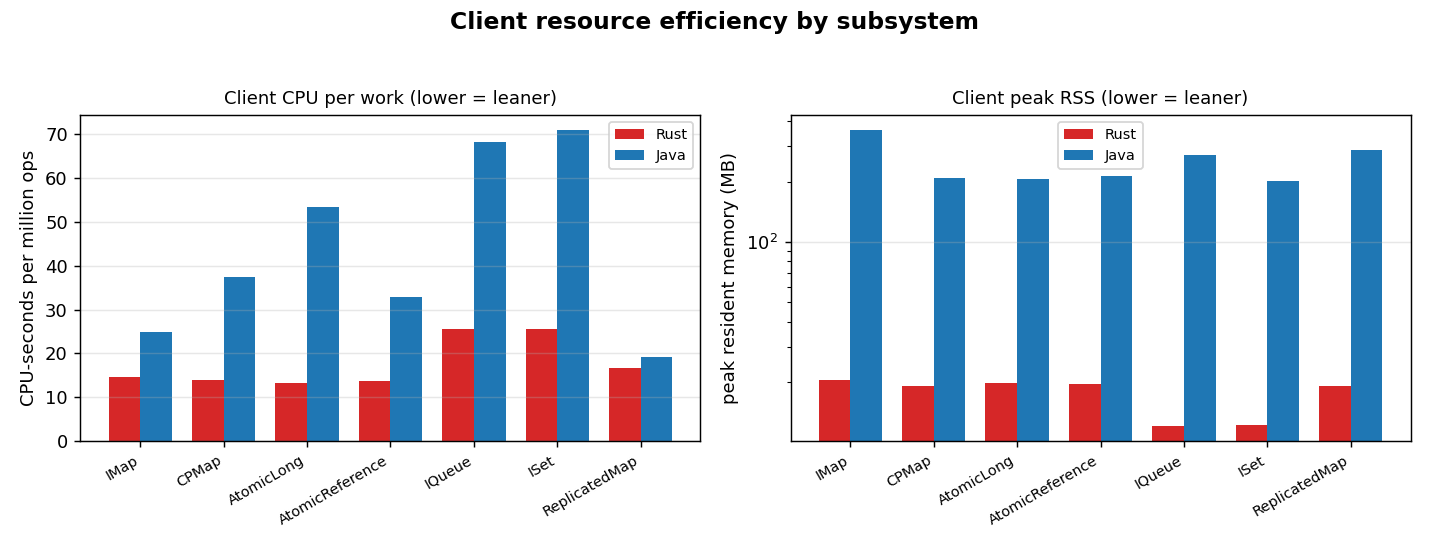 Client resource efficiency by subsystem
Client CPU per work (lower = leaner)
CPU-seconds per million ops
70
60
50
40
30
20
10
0
Rust
Java
IMap
CPMap
AtomicLong
AtomicReference
IQueue
ISet
ReplicatedMap
Client peak RSS (lower = leaner)
peak resident memory (MB)
10²
Rust
Java
IMap
CPMap
AtomicLong
AtomicReference
IQueue
ISet
ReplicatedMap